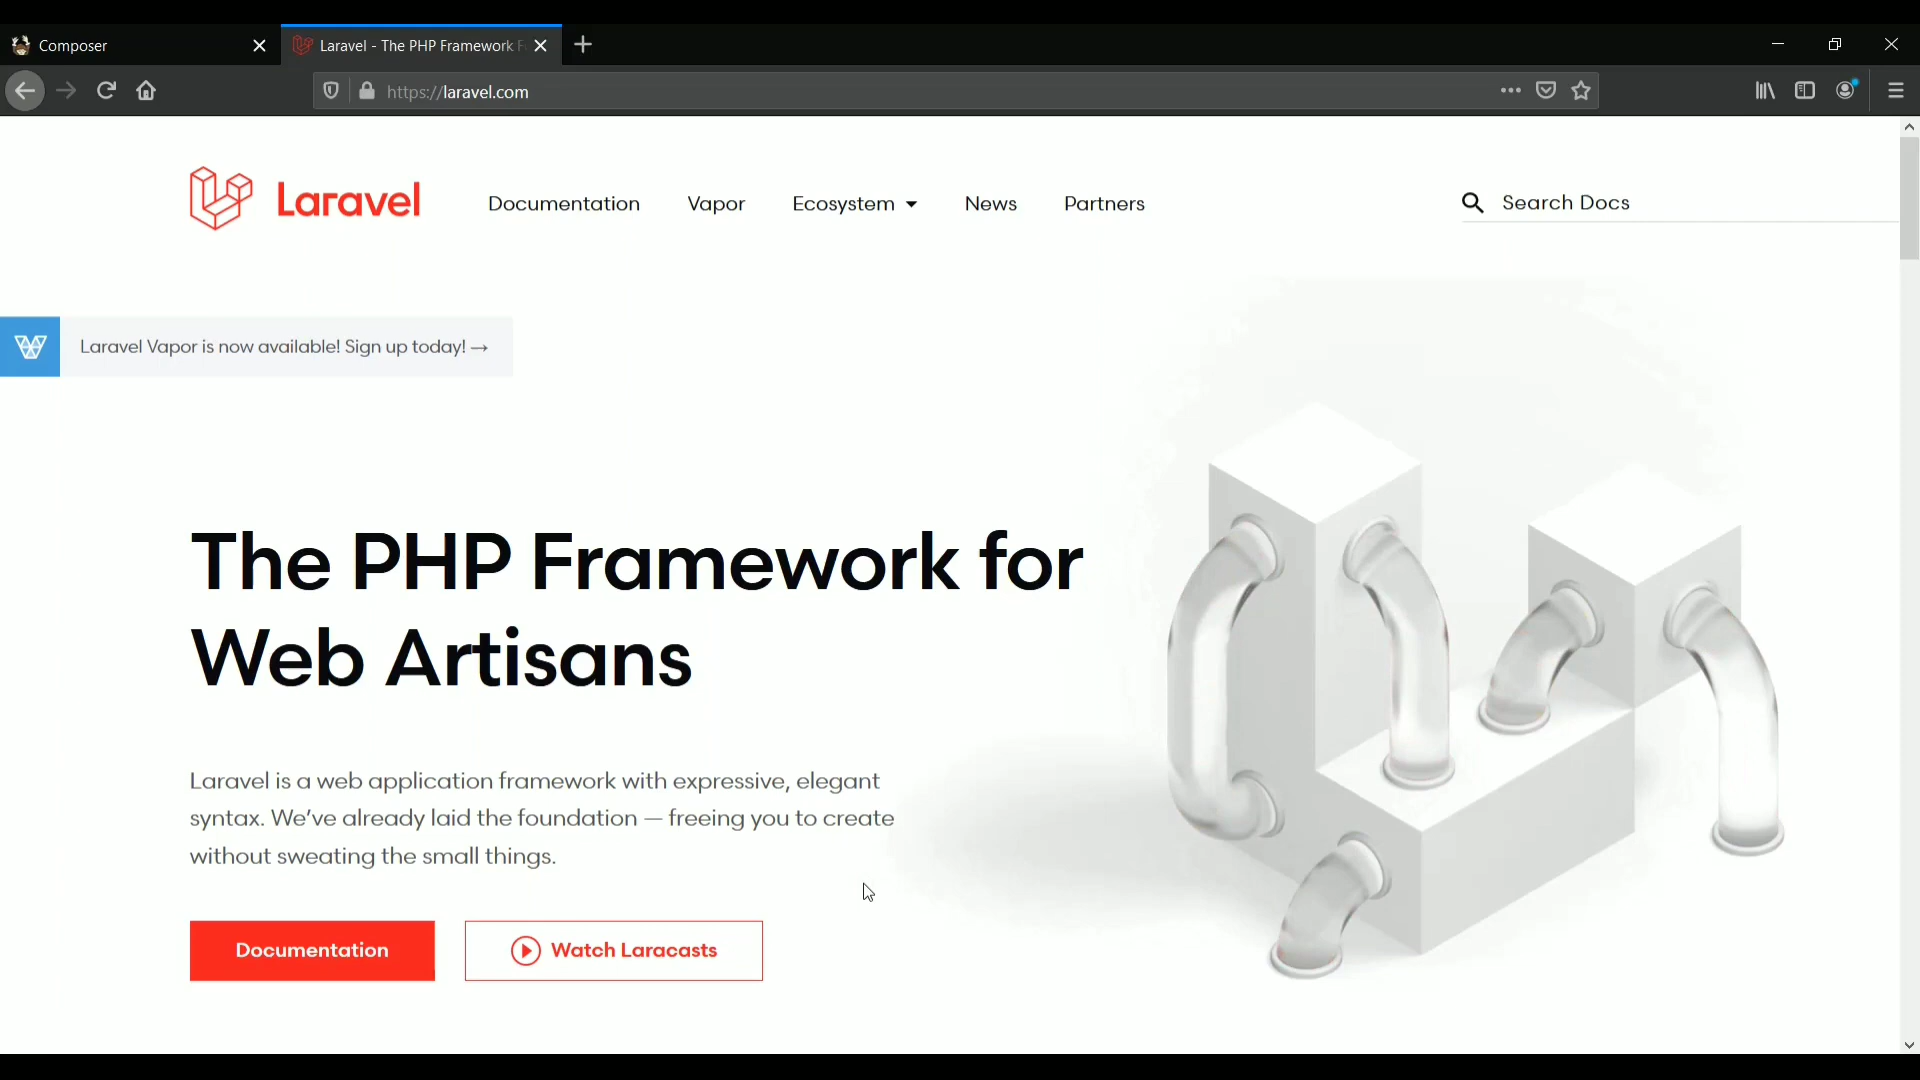 Composer
Laravel - The PHP Framework F
https://laravel.com
Laravel
Documentation
Vapor
Ecosystem
News
Partners
Search Docs
Laravel Vapor is now available! Sign up today! →
The PHP Framework for
Web Artisans
Laravel is a web application framework with expressive, elegant
syntax. We've already laid the foundation — freeing you to create
without sweating the small things.
Documentation
Watch Laracasts